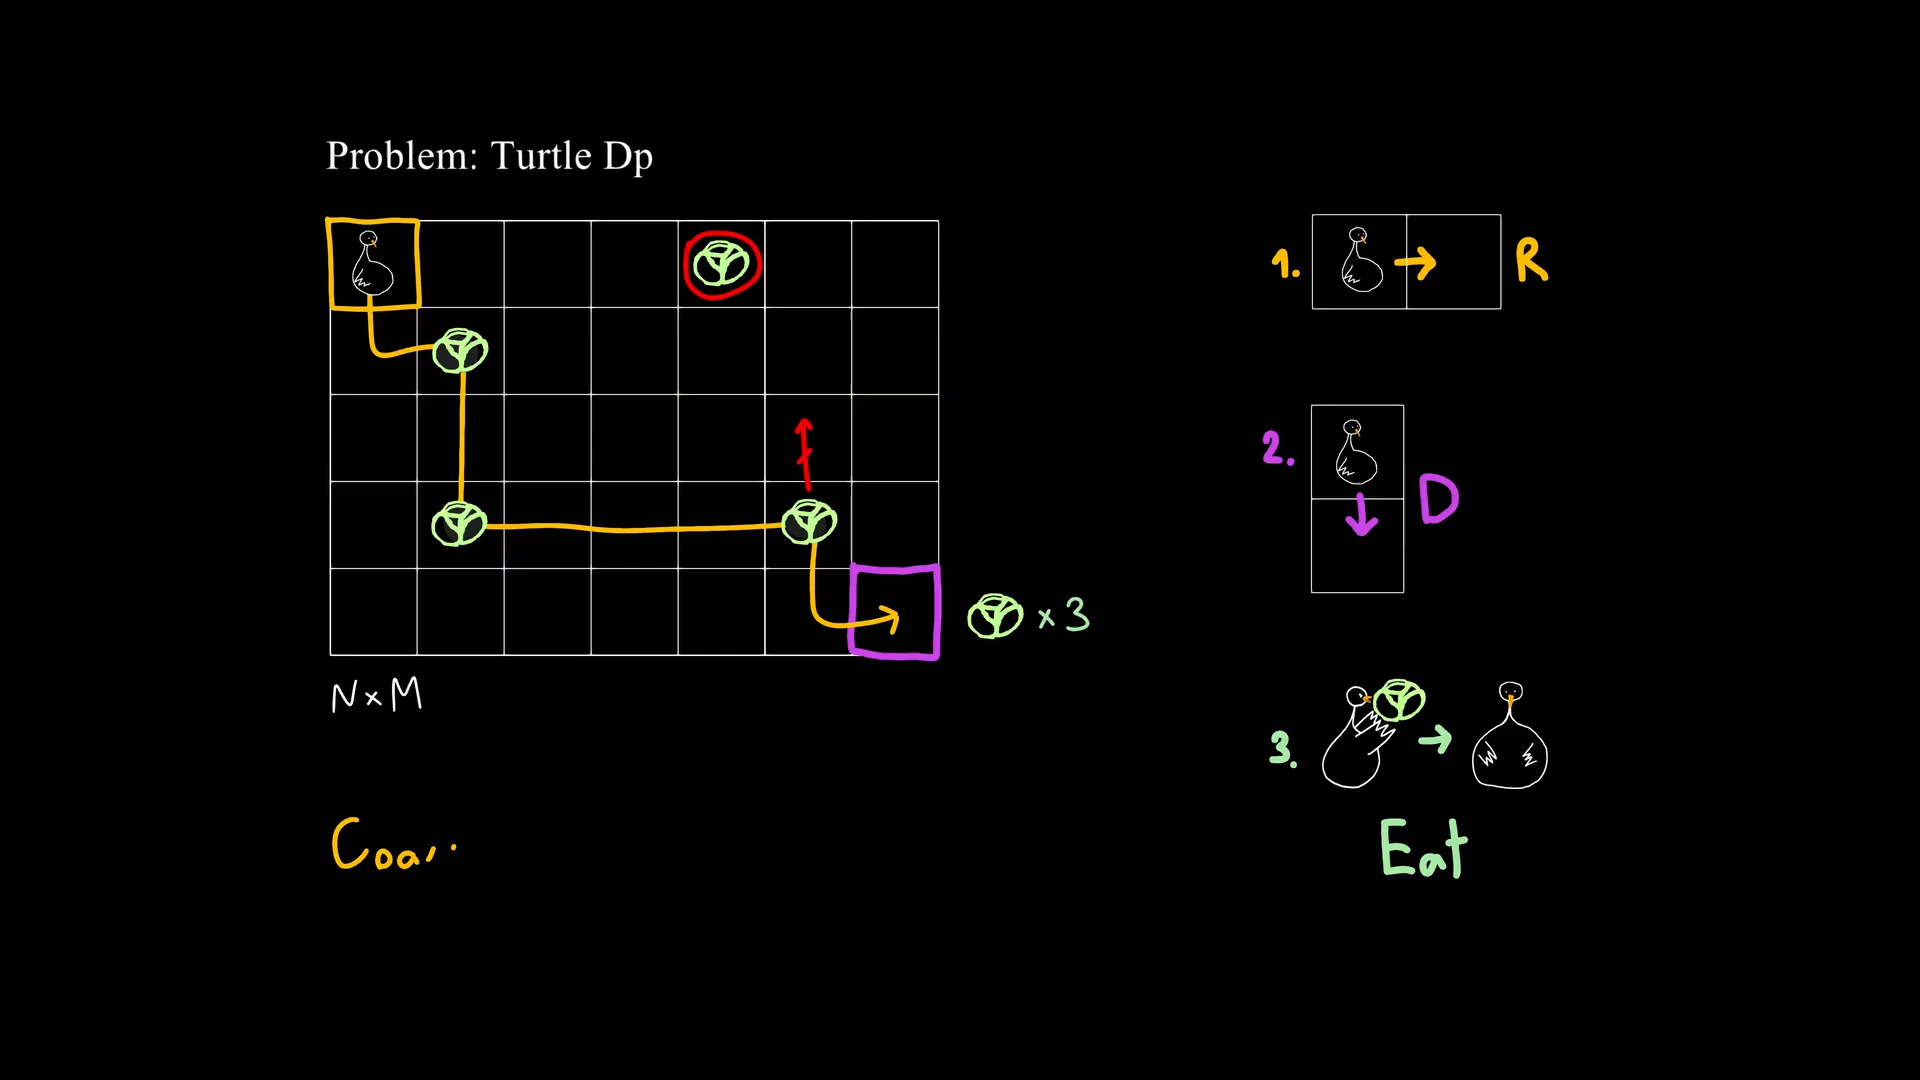 Problem: Turtle Dp
1. R
2. D
x 3
N x M
3.
Eat